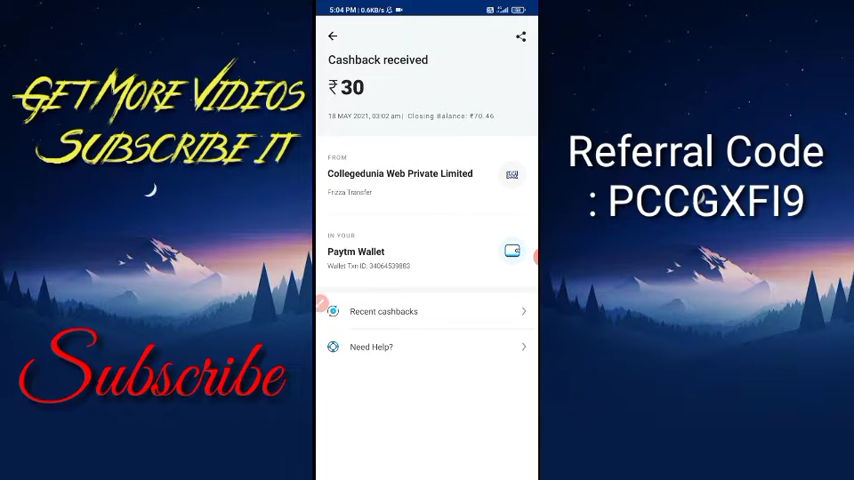 GET MORE VIDEOS
SUBSCRIBE IT
Subscribe
5:04 PM | 0.6KB/s
Cashback received
₹30
18 MAY 2021, 03:02 am | Closing Balance: ₹70.46
FROM
Collegedunia Web Private Limited
Frizza Transfer
IN YOUR
Paytm Wallet
Wallet Txn ID: 34064539883
Recent cashbacks
Need Help?
Referral Code
: PCCGXFI9